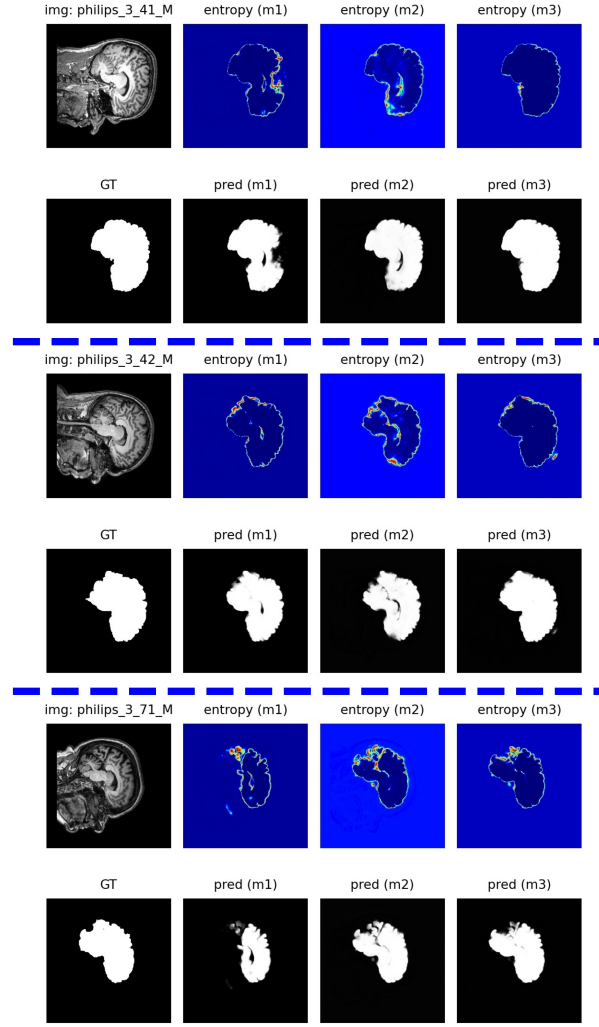 img: philips_3_41_M entropy (m1) entropy (m2) entropy (m3)
GT pred (m1) pred (m2) pred (m3)
img: philips_3_42_M entropy (m1) entropy (m2) entropy (m3)
GT pred (m1) pred (m2) pred (m3)
img: philips_3_71_M entropy (m1) entropy (m2) entropy (m3)
GT pred (m1) pred (m2) pred (m3)